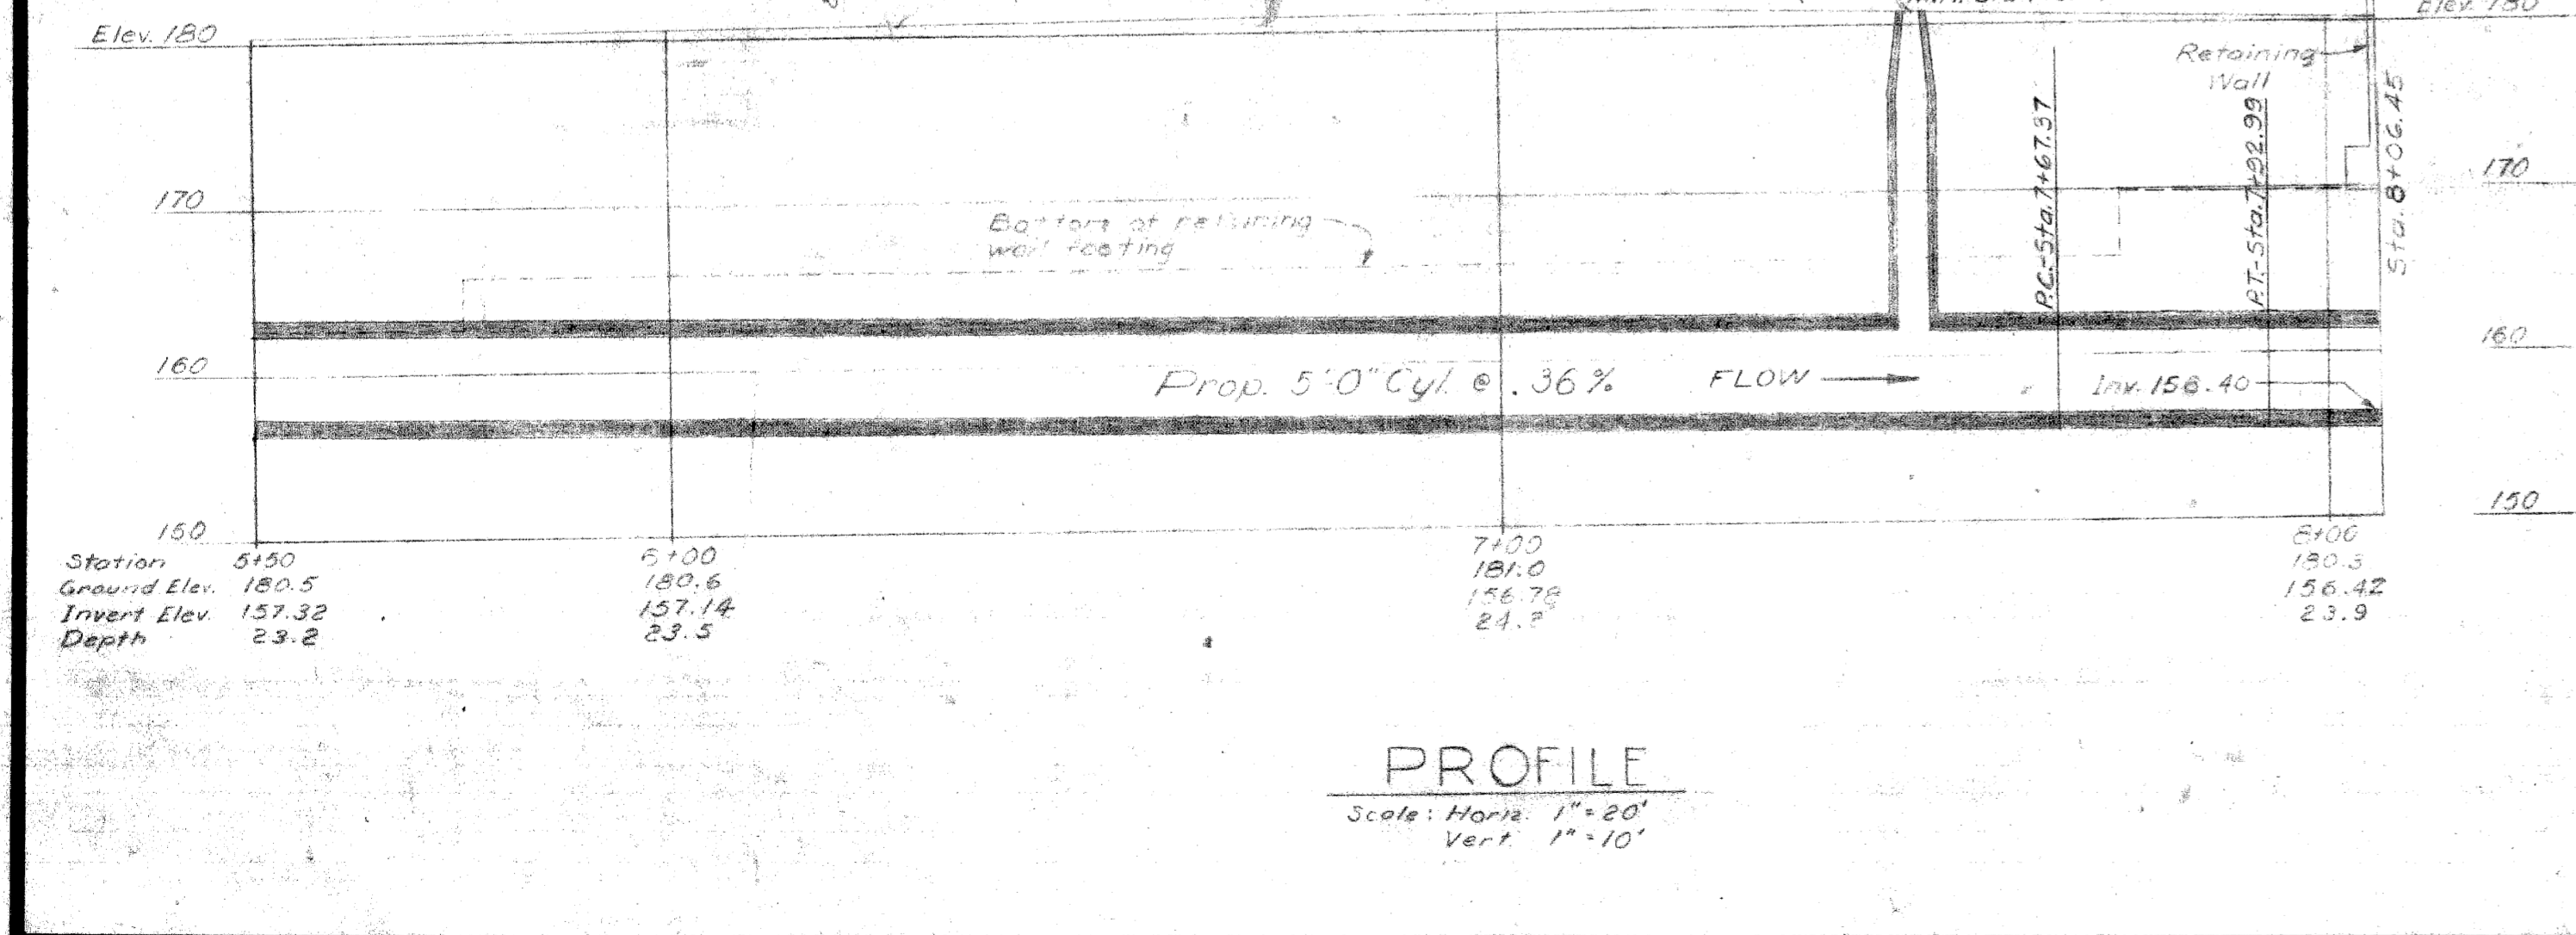 Elev. 180
Elev. 180
Retaining
Wall
170
170
P.C.-Sta.7+67.37
P.T.-Sta.7+92.99
Sta. 8+06.45
Bottom of retaining
wall footing
160
160
Prop. 5'-0" Cyl. @ .36%
FLOW
Inv. 156.40
150
150
Station 5+50 6+00 7+00 8+00
Ground Elev. 180.5 180.6 181.0 180.3
Invert Elev. 157.32 157.14 156.78 156.42
Depth 23.2 23.5 24.2 23.9
PROFILE
Scale: Horiz. 1"=20'
Vert. 1"=10'